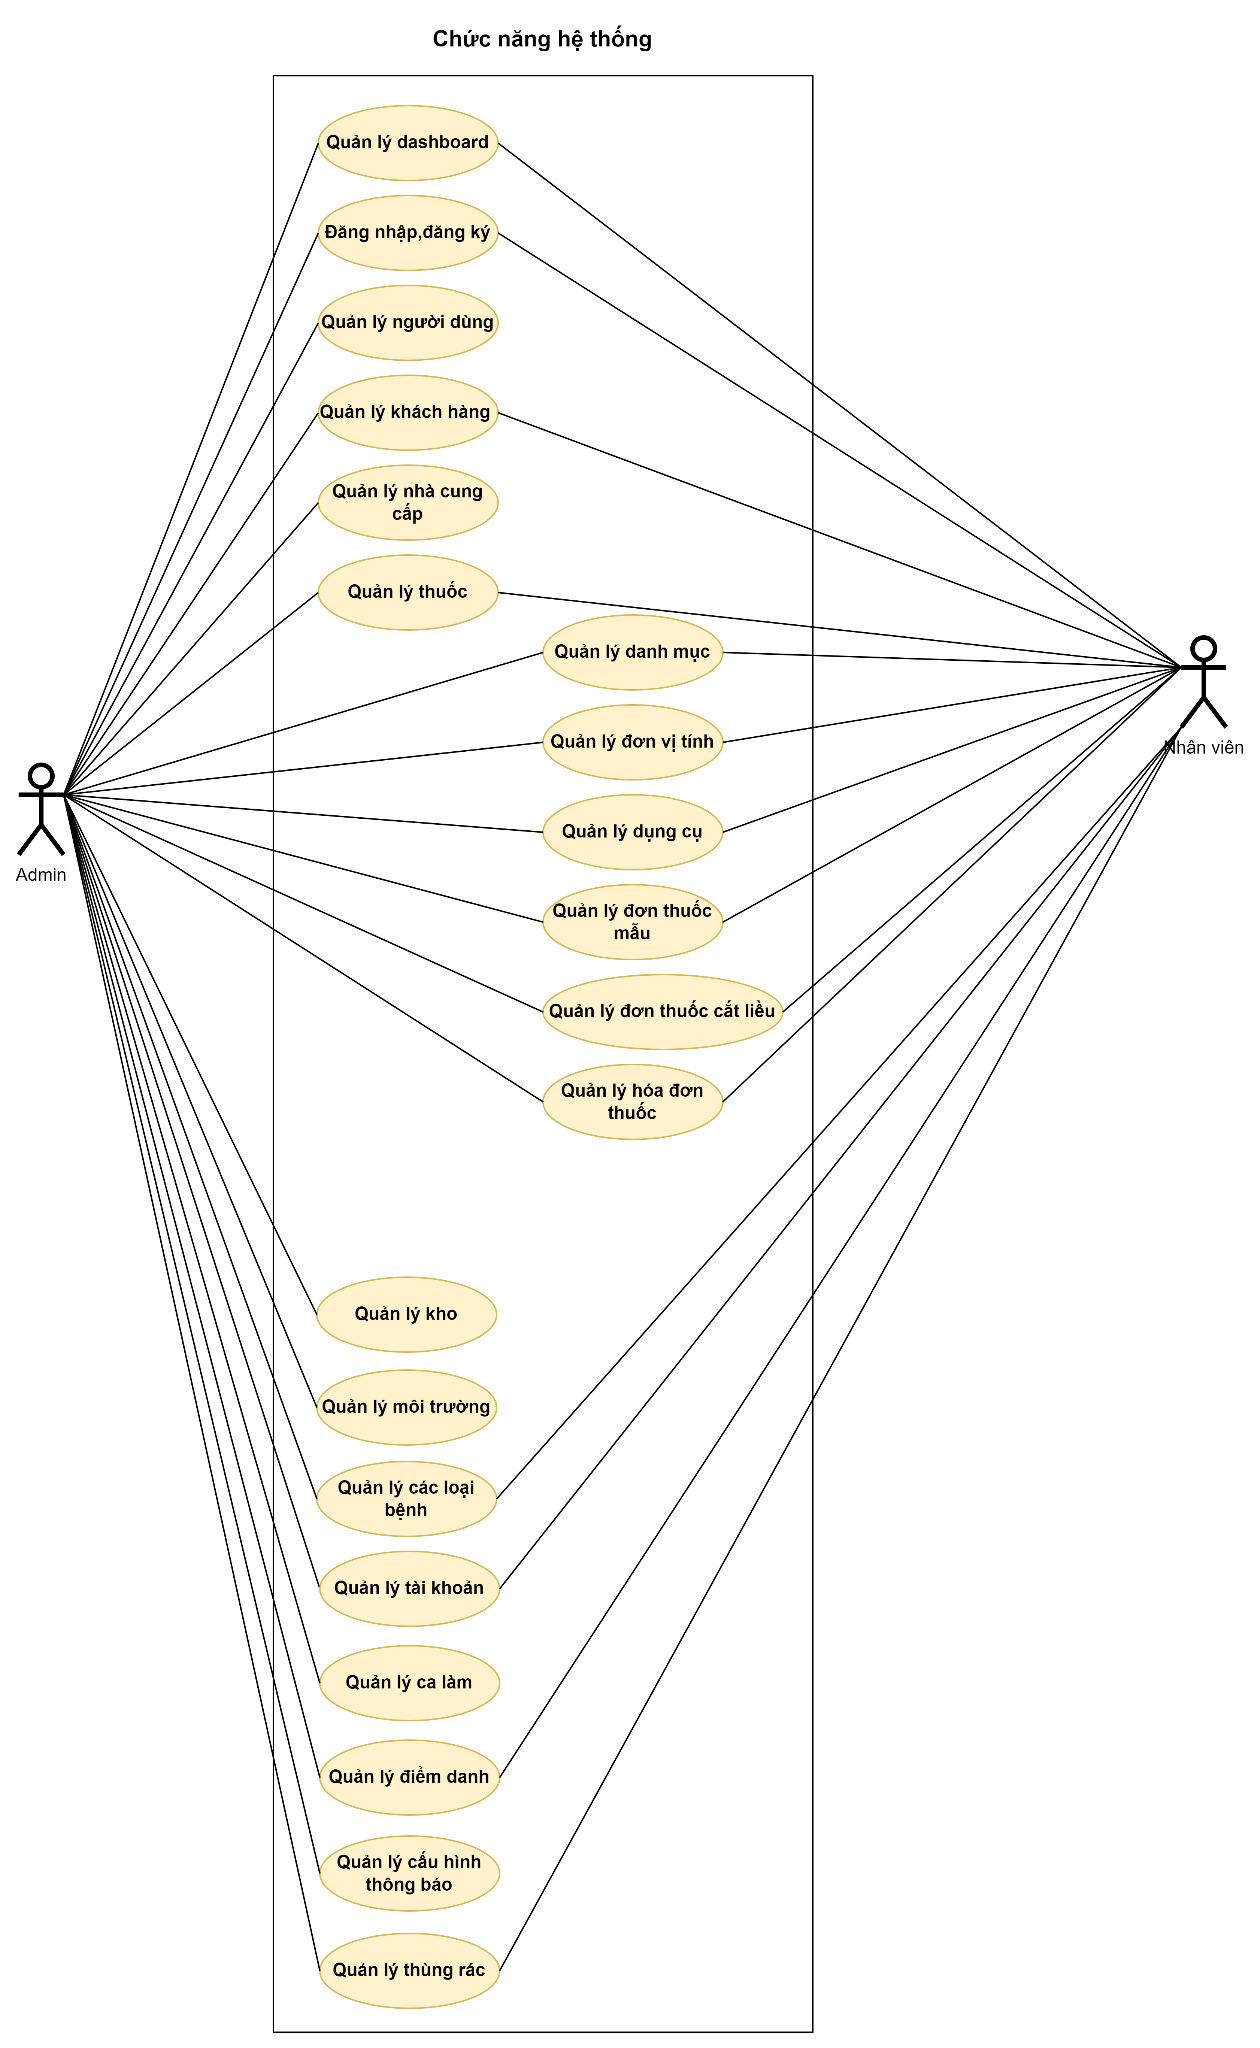 Chức năng hệ thống
Quản lý dashboard
Đăng nhập,đăng ký
Quản lý người dùng
Quản lý khách hàng
Quản lý nhà cung
cấp
Quản lý thuốc
Quản lý danh mục
Quản lý đơn vị tính
Nhân viên
Quản lý dụng cụ
Admin
Quản lý đơn thuốc
mẫu
Quản lý đơn thuốc cắt liều
Quản lý hóa đơn
thuốc
Quản lý kho
Quản lý môi trường
Quản lý các loại
bệnh
Quản lý tài khoản
Quản lý ca làm
Quản lý điểm danh
Quản lý cấu hình
thông báo
Quản lý thùng rác